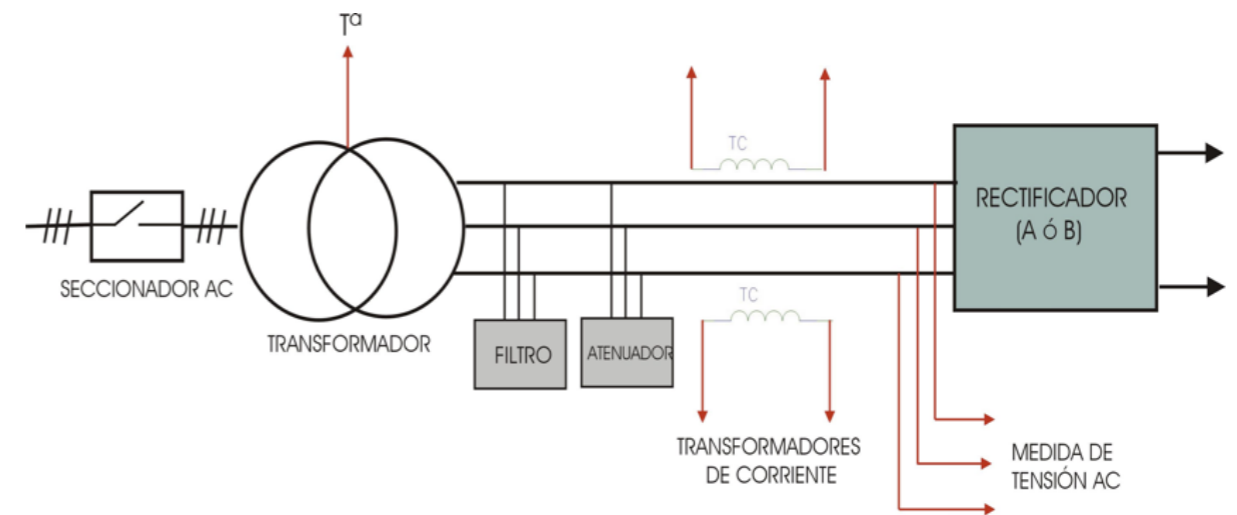 Tª
TC
RECTIFICADOR
(A ó B)
SECCIONADOR AC
TRANSFORMADOR
FILTRO
ATENUADOR
TC
TRANSFORMADORES
DE CORRIENTE
MEDIDA DE
TENSIÓN AC